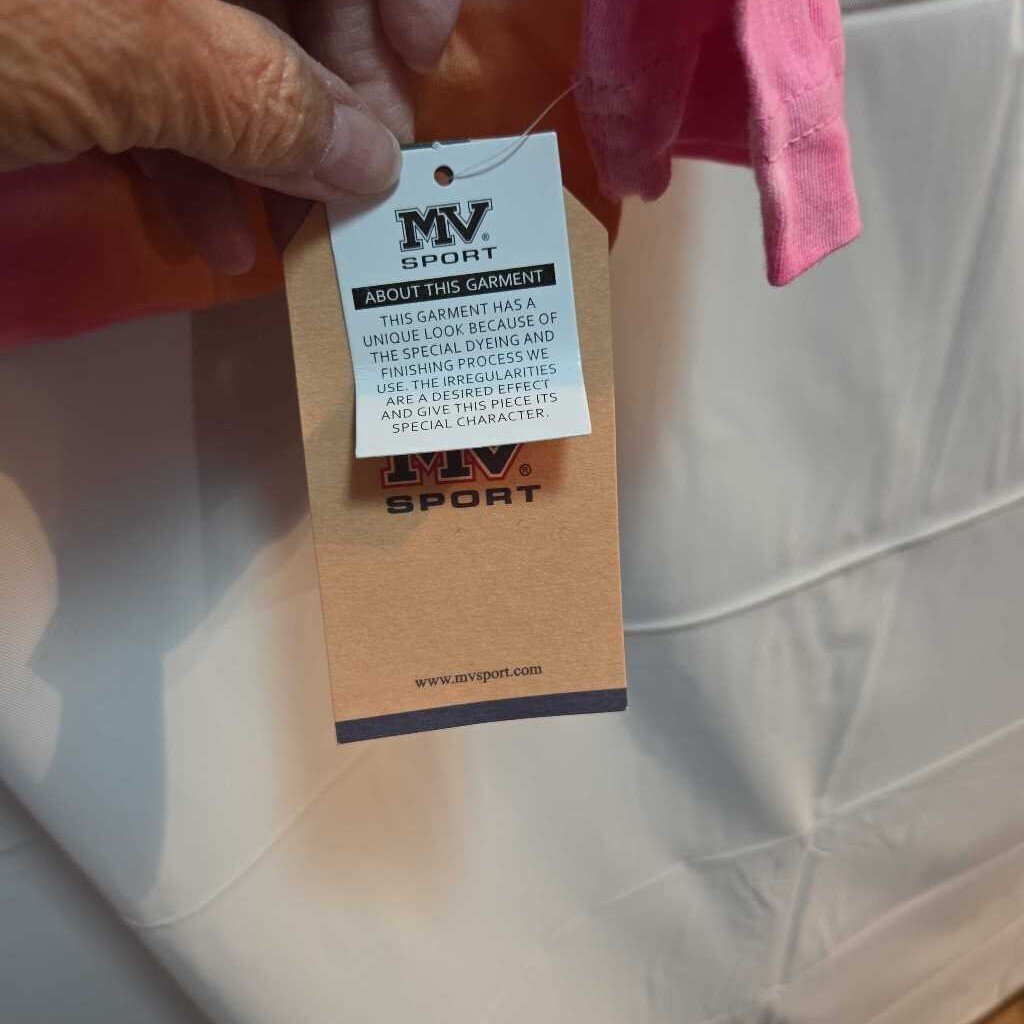 MV®
SPORT
ABOUT THIS GARMENT
THIS GARMENT HAS A
UNIQUE LOOK BECAUSE OF
THE SPECIAL DYEING AND
FINISHING PROCESS WE
USE. THE IRREGULARITIES
ARE A DESIRED EFFECT
AND GIVE THIS PIECE ITS
SPECIAL CHARACTER.
MV®
SPORT
www.mvsport.com